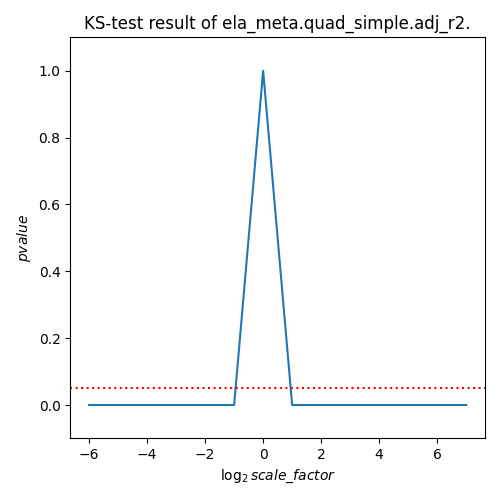 KS-test result of ela_meta.quad_simple.adj_r2.
1.0
0.8
0.6
0.4
0.2
0.0
pvalue
−6 −4 −2 0 2 4 6
log₂ scale_factor